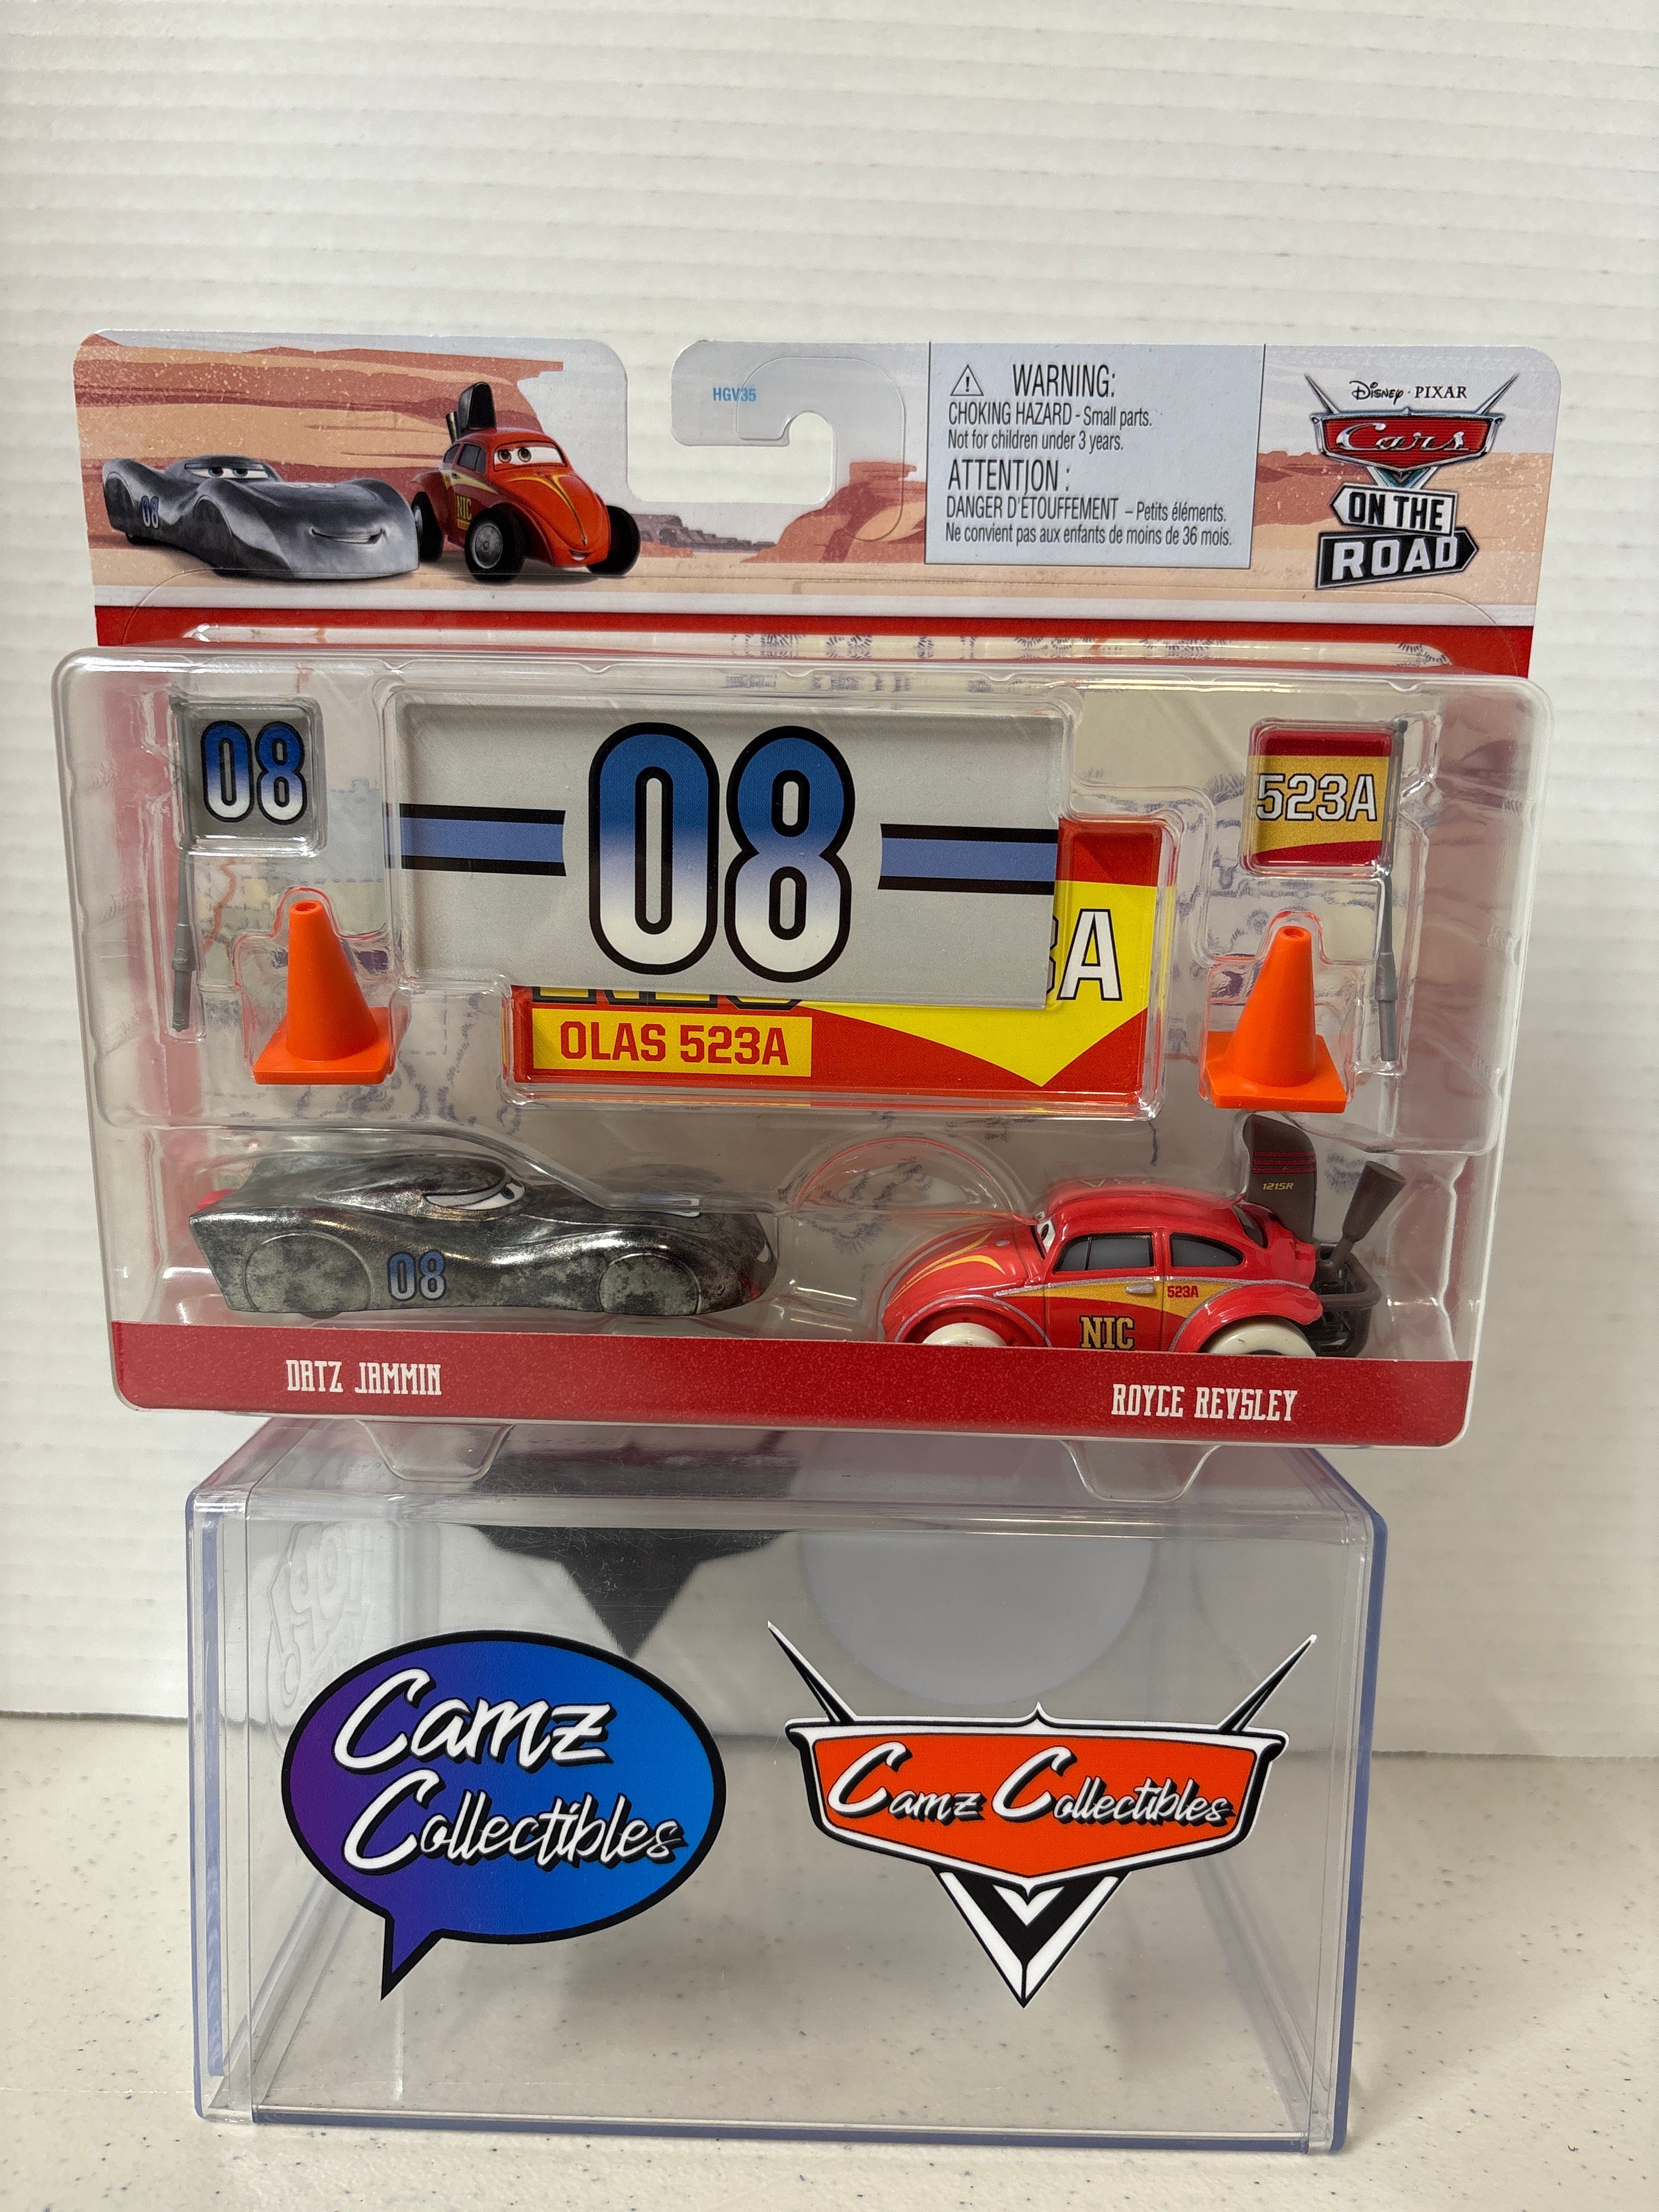 HGV35
WARNING:
CHOKING HAZARD - Small parts.
Not for children under 3 years.
ATTENTION :
DANGER D'ÉTOUFFEMENT – Petits éléments.
Ne convient pas aux enfants de moins de 36 mois.
Disney · PIXAR
Cars
ON THE
ROAD
08
NIC
08
08
523A
A
OLAS 523A
1215R
08
523A
NIC
DATZ JAMMIN
ROYCE REVSLEY
Camz
Collectibles
Camz Collectibles